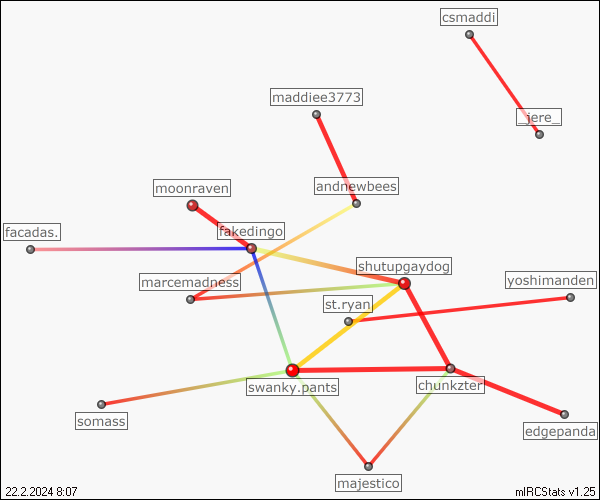 csmaddi
maddiee3773
_jere_
moonraven
andnewbees
facadas.
fakedingo
shutupgaydog
marcemadness
yoshimanden
st.ryan
swanky.pants
chunkzter
somass
edgepanda
majestico
22.2.2024 8:07
mIRCStats v1.25